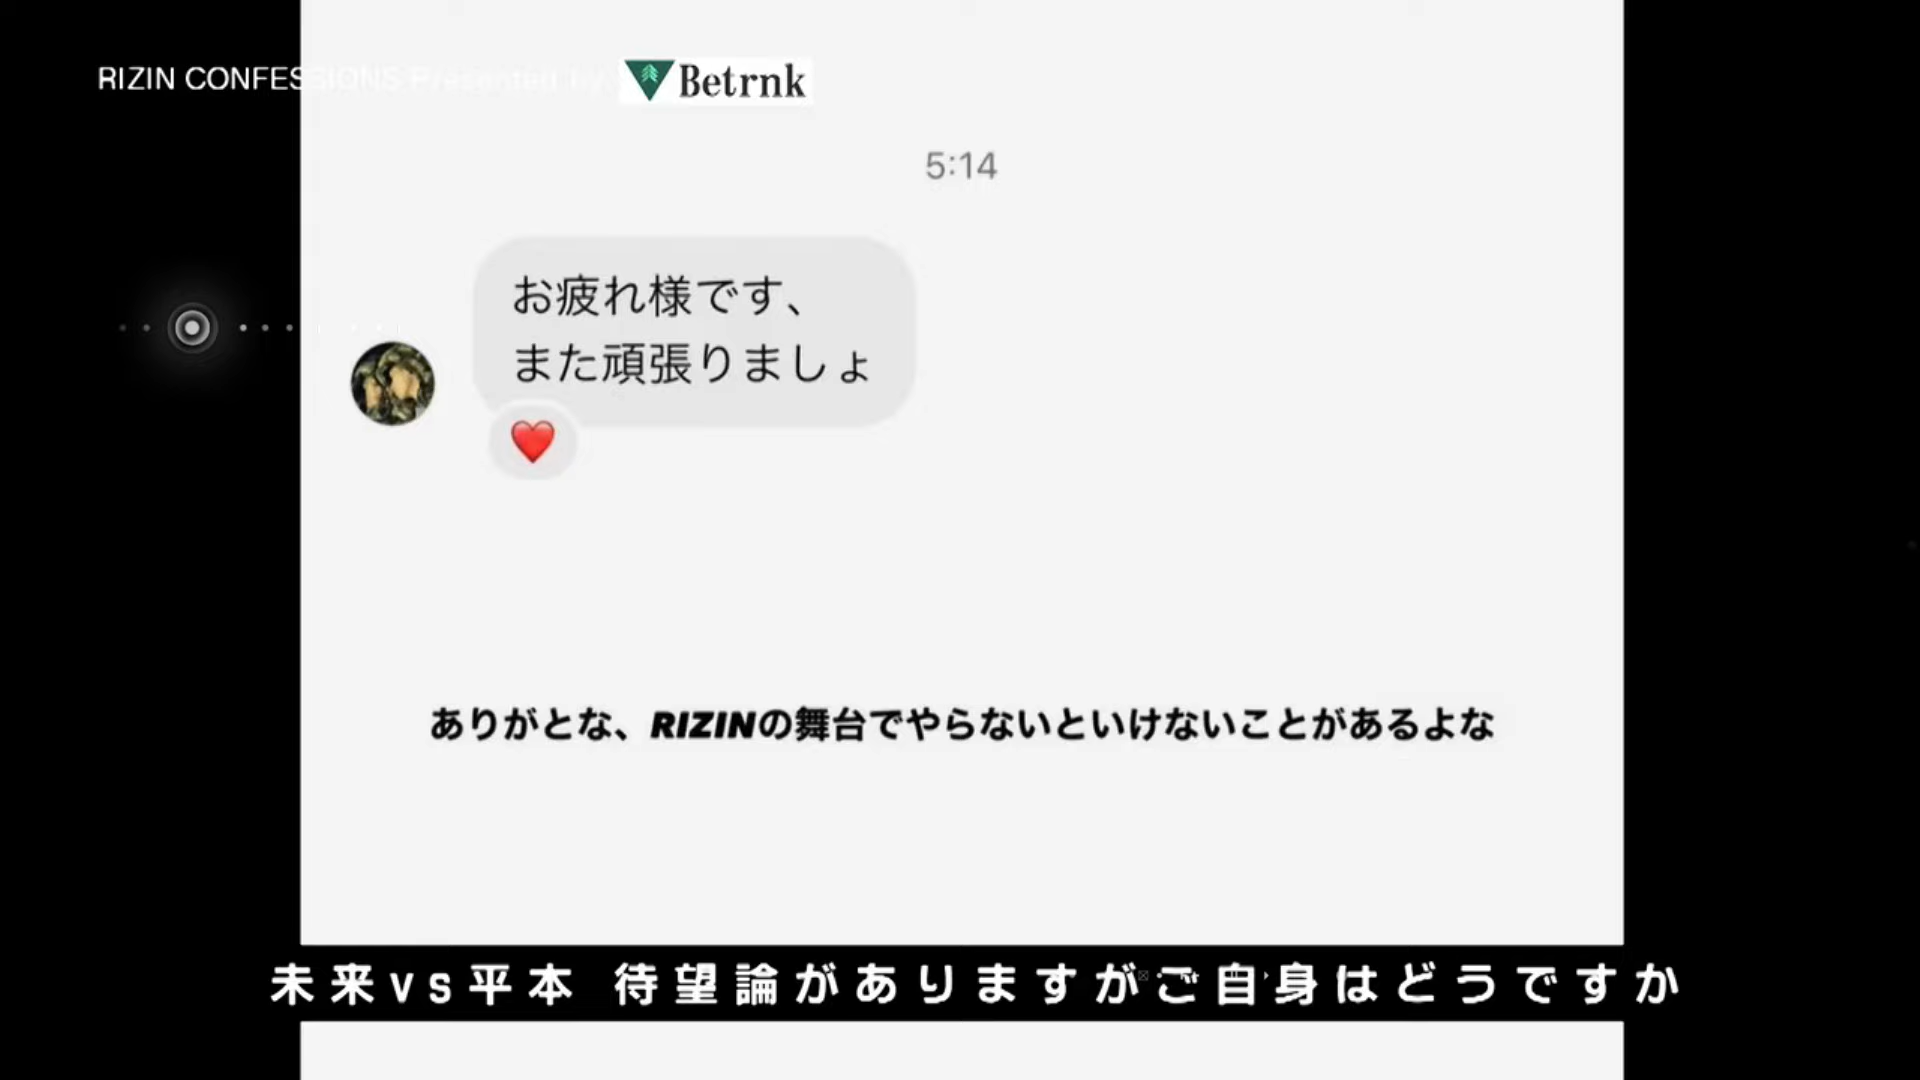 RIZIN CONFESSIONS Presented by
Betrnk
5:14
お疲れ様です、
また頑張りましょ
ありがとな、RIZINの舞台でやらないといけないことがあるよな
未来vs平本 待望論がありますがご自身はどうですか